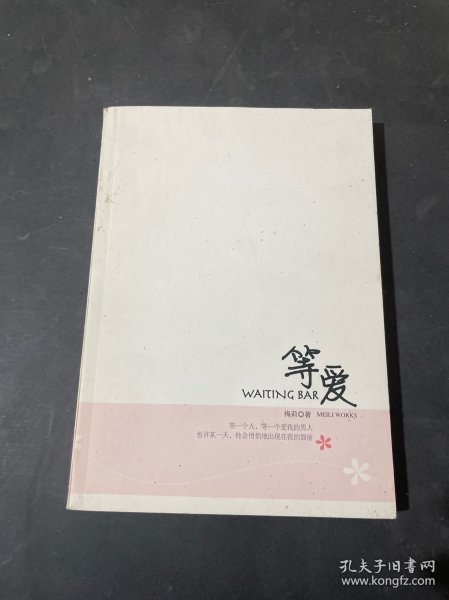 等爱
WAITING BAR
梅莉◎著 MEILI WORKS
等一个人，等一个爱我的男人
也许某一天，他会悄悄地出现在我的面前
孔夫子旧书网
www.kongfz.com